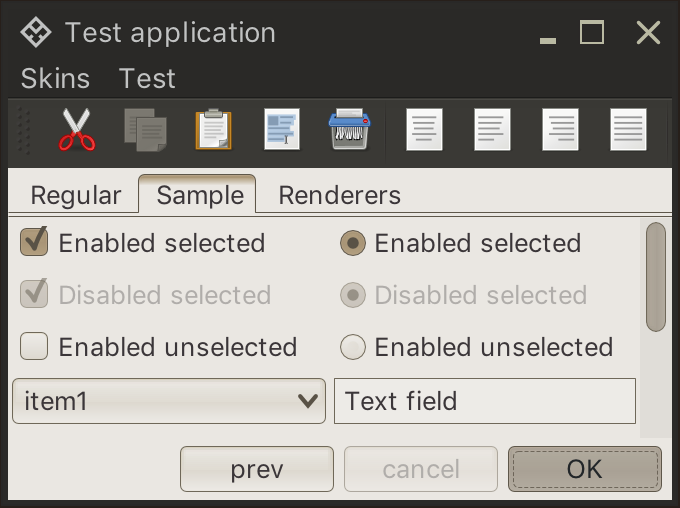 Test application
Skins Test
Regular Sample Renderers
Enabled selected Enabled selected
Disabled selected Disabled selected
Enabled unselected Enabled unselected
item1 Text field
prev cancel OK